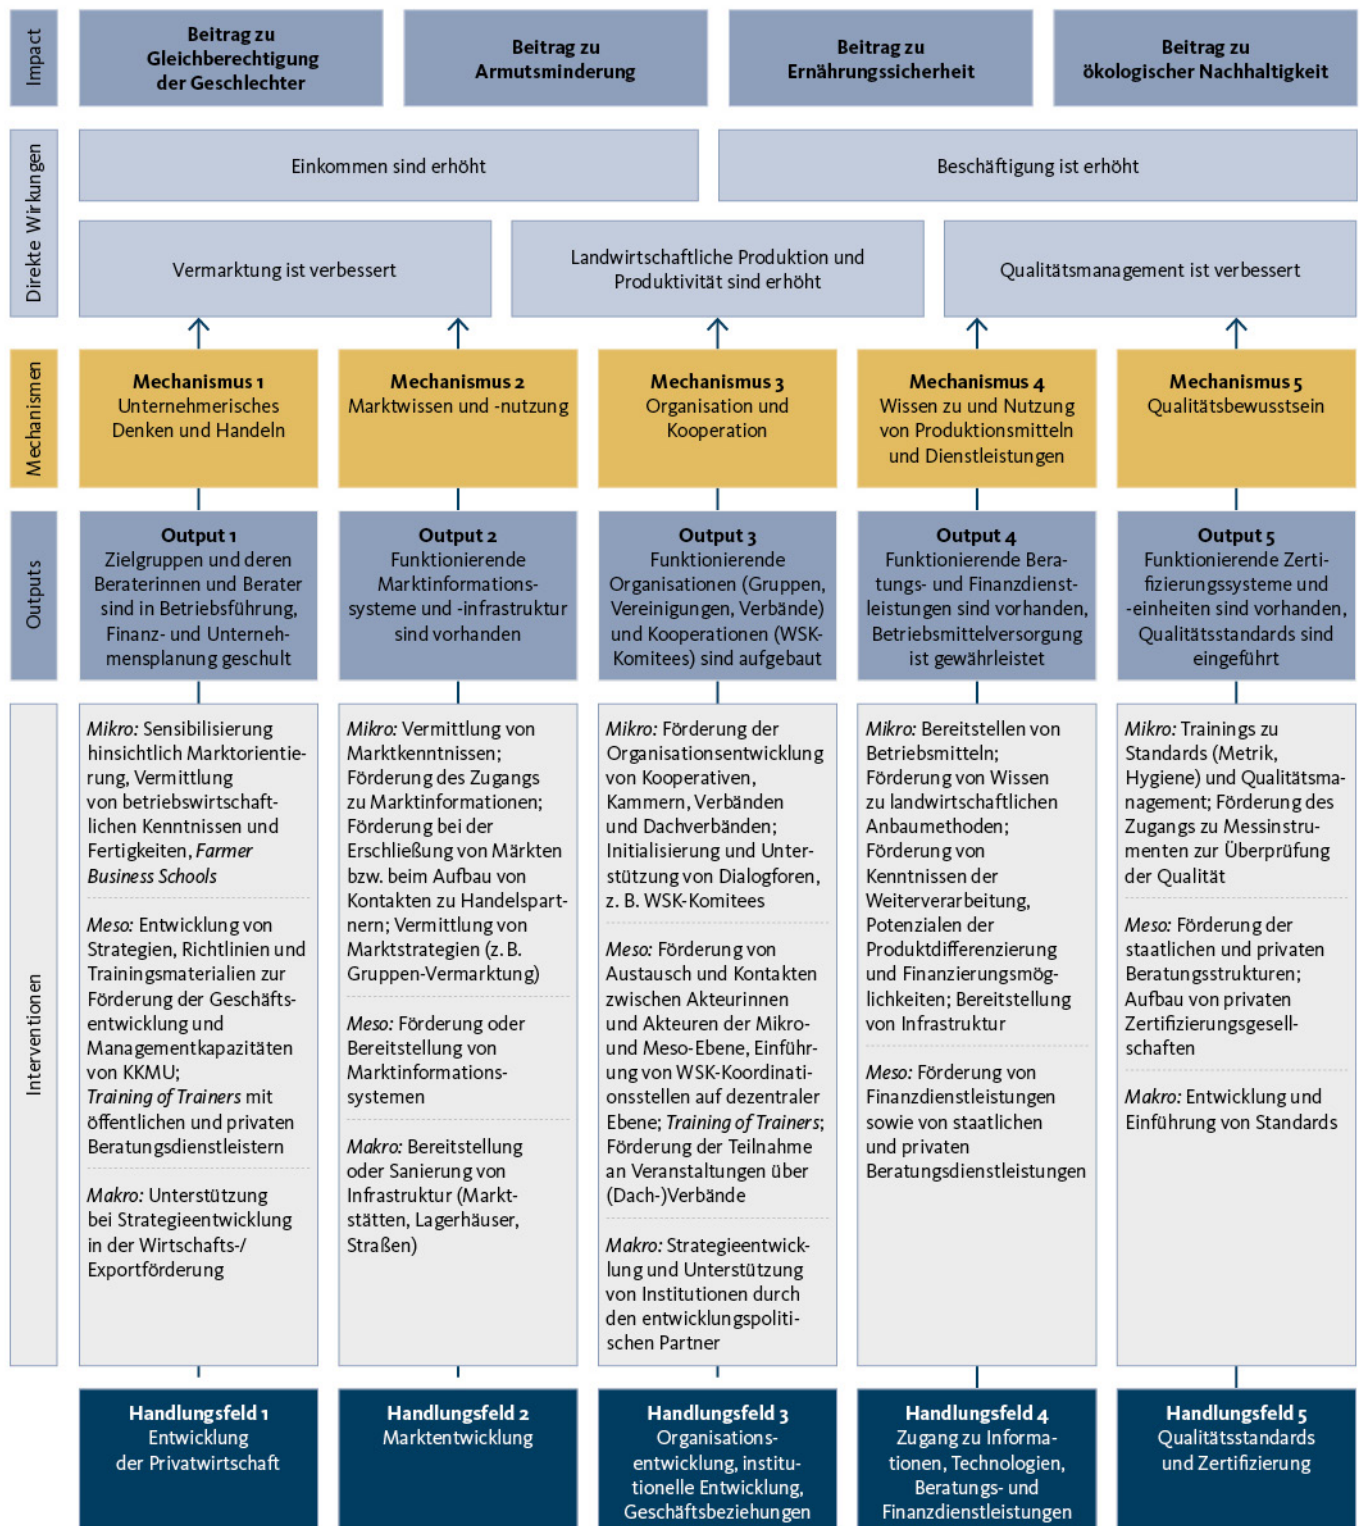 Impact
Beitrag zu
Gleichberechtigung
der Geschlechter
Beitrag zu
Armutsminderung
Beitrag zu
Ernährungssicherheit
Beitrag zu
ökologischer Nachhaltigkeit
Direkte Wirkungen
Einkommen sind erhöht
Beschäftigung ist erhöht
Vermarktung ist verbessert
Landwirtschaftliche Produktion und
Produktivität sind erhöht
Qualitätsmanagement ist verbessert
Mechanismen
Mechanismus 1
Unternehmerisches
Denken und Handeln
Mechanismus 2
Marktwissen und -nutzung
Mechanismus 3
Organisation und
Kooperation
Mechanismus 4
Wissen zu und Nutzung
von Produktionsmitteln
und Dienstleistungen
Mechanismus 5
Qualitätsbewusstsein
Outputs
Output 1
Zielgruppen und deren
Beraterinnen und Berater
sind in Betriebsführung,
Finanz- und Unterneh-
mensplanung geschult
Output 2
Funktionierende
Marktinformations-
systeme und -infrastruktur
sind vorhanden
Output 3
Funktionierende
Organisationen (Gruppen,
Vereinigungen, Verbände)
und Kooperationen (WSK-
Komitees) sind aufgebaut
Output 4
Funktionierende Bera-
tungs- und Finanzdienst-
leistungen sind vorhanden,
Betriebsmittelversorgung
ist gewährleistet
Output 5
Funktionierende Zerti-
fizierungssysteme und
-einheiten sind vorhanden,
Qualitätsstandards sind
eingeführt
Interventionen
Mikro: Sensibilisierung
hinsichtlich Marktorientie-
rung, Vermittlung
von betriebswirtschaft-
lichen Kenntnissen und
Fertigkeiten, Farmer
Business Schools
Meso: Entwicklung von
Strategien, Richtlinien und
Trainingsmaterialien zur
Förderung der Geschäfts-
entwicklung und
Managementkapazitäten
von KKMU;
Training of Trainers mit
öffentlichen und privaten
Beratungsdienstleistern
Makro: Unterstützung
bei Strategieentwicklung
in der Wirtschafts-/
Exportförderung
Mikro: Vermittlung von
Marktkenntnissen;
Förderung des Zugangs
zu Marktinformationen;
Förderung bei der
Erschließung von Märkten
bzw. beim Aufbau von
Kontakten zu Handelspart-
nern; Vermittlung von
Marktstrategien (z. B.
Gruppen-Vermarktung)
Meso: Förderung oder
Bereitstellung von
Marktinformations-
systemen
Makro: Bereitstellung
oder Sanierung von
Infrastruktur (Markt-
stätten, Lagerhäuser,
Straßen)
Mikro: Förderung der
Organisationsentwicklung
von Kooperativen,
Kammern, Verbänden
und Dachverbänden;
Initialisierung und Unter-
stützung von Dialogforen,
z. B. WSK-Komitees
Meso: Förderung von
Austausch und Kontakten
zwischen Akteurinnen
und Akteuren der Mikro-
und Meso-Ebene, Einfüh-
rung von WSK-Koordinati-
onsstellen auf dezentraler
Ebene; Training of Trainers;
Förderung der Teilnahme
an Veranstaltungen über
(Dach-)Verbände
Makro: Strategieentwick-
lung und Unterstützung
von Institutionen durch
den entwicklungspoliti-
schen Partner
Mikro: Bereitstellen von
Betriebsmitteln;
Förderung von Wissen
zu landwirtschaftlichen
Anbaumethoden;
Förderung von
Kenntnissen der
Weiterverarbeitung,
Potenzialen der
Produktdifferenzierung
und Finanzierungsmög-
lichkeiten; Bereitstellung
von Infrastruktur
Meso: Förderung von
Finanzdienstleistungen
sowie von staatlichen
und privaten
Beratungsdienstleistungen
Mikro: Trainings zu
Standards (Metrik,
Hygiene) und Qualitätsma-
nagement; Förderung des
Zugangs zu Messinstru-
menten zur Überprüfung
der Qualität
Meso: Förderung der
staatlichen und privaten
Beratungsstrukturen;
Aufbau von privaten
Zertifizierungsgesell-
schaften
Makro: Entwicklung und
Einführung von Standards
Handlungsfeld 1
Entwicklung
der Privatwirtschaft
Handlungsfeld 2
Marktentwicklung
Handlungsfeld 3
Organisations-
entwicklung, institu-
tionelle Entwicklung,
Geschäftsbeziehungen
Handlungsfeld 4
Zugang zu Informa-
tionen, Technologien,
Beratungs- und
Finanzdienstleistungen
Handlungsfeld 5
Qualitätsstandards
und Zertifizierung